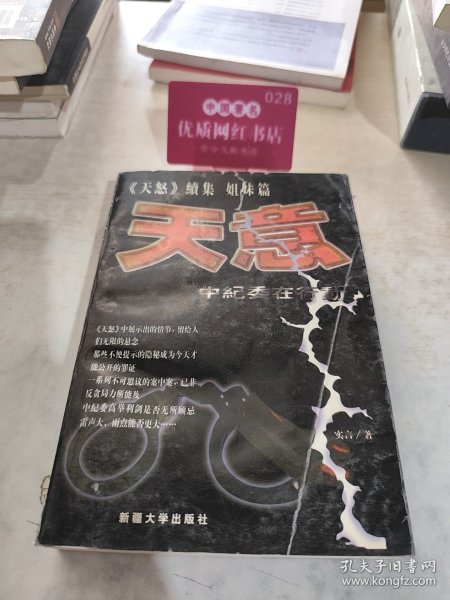 028
中国著名
优质网红书店
《天怒》續集 姐妹篇
天意
中紀委在行动
《天怒》中展示出的情节，留给人
们无限的悬念
那些不便提示的隐秘成为今天才
能公开的罪证
一系列不可思议的案中案，已非
反贪局力所能及
中纪委高举利剑是否无所顾忌
雷声大，雨点能否更大……
实言/著
新疆大学出版社
孔夫子旧书网
www.kongfz.com